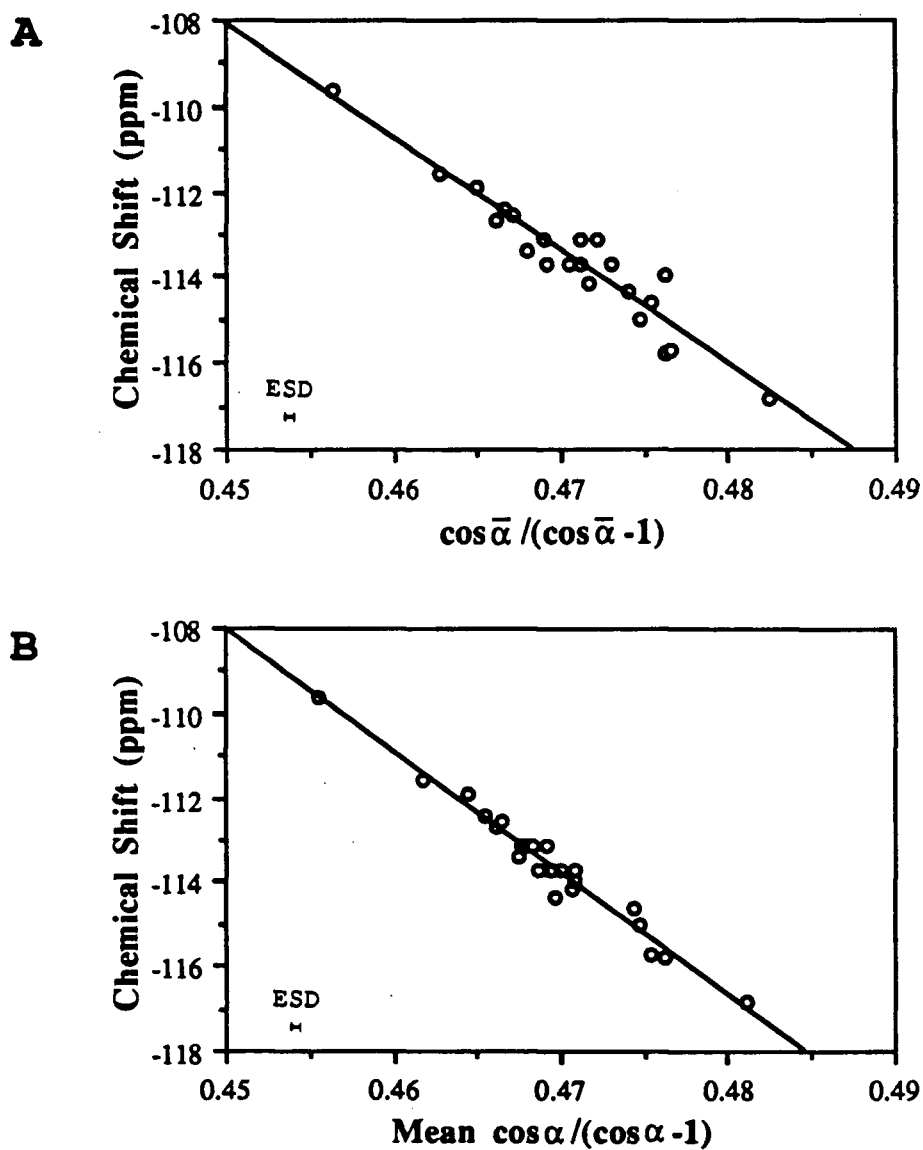 A
Chemical Shift (ppm)
-108
-110
-112
-114
-116
-118
ESD
0.45 0.46 0.47 0.48 0.49
cos ᾱ /(cos ᾱ -1)
B
Chemical Shift (ppm)
-108
-110
-112
-114
-116
-118
ESD
0.45 0.46 0.47 0.48 0.49
Mean cos α /(cos α -1)